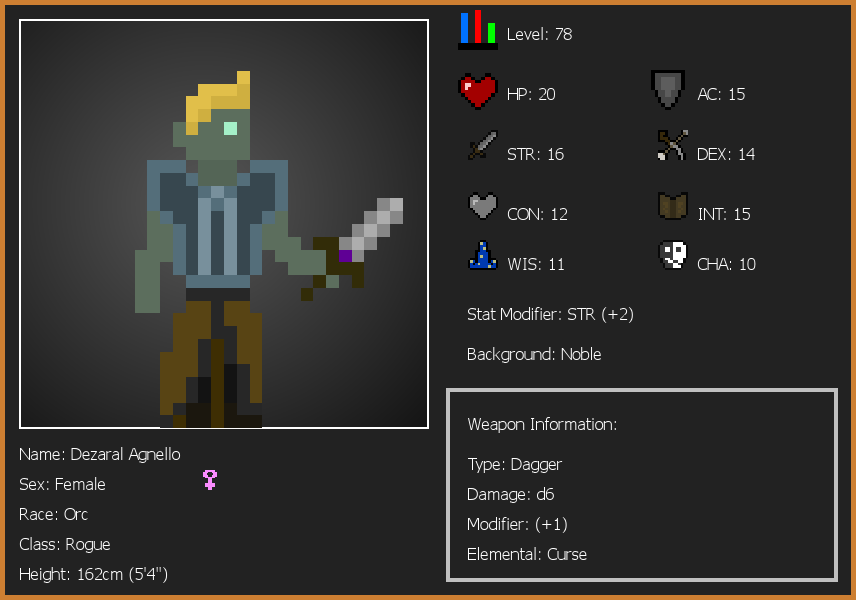 Level: 78
HP: 20
AC: 15
STR: 16
DEX: 14
CON: 12
INT: 15
WIS: 11
CHA: 10
Stat Modifier: STR (+2)
Background: Noble
Weapon Information:
Type: Dagger
Damage: d6
Modifier: (+1)
Elemental: Curse
Name: Dezaral Agnello
Sex: Female
Race: Orc
Class: Rogue
Height: 162cm (5'4")